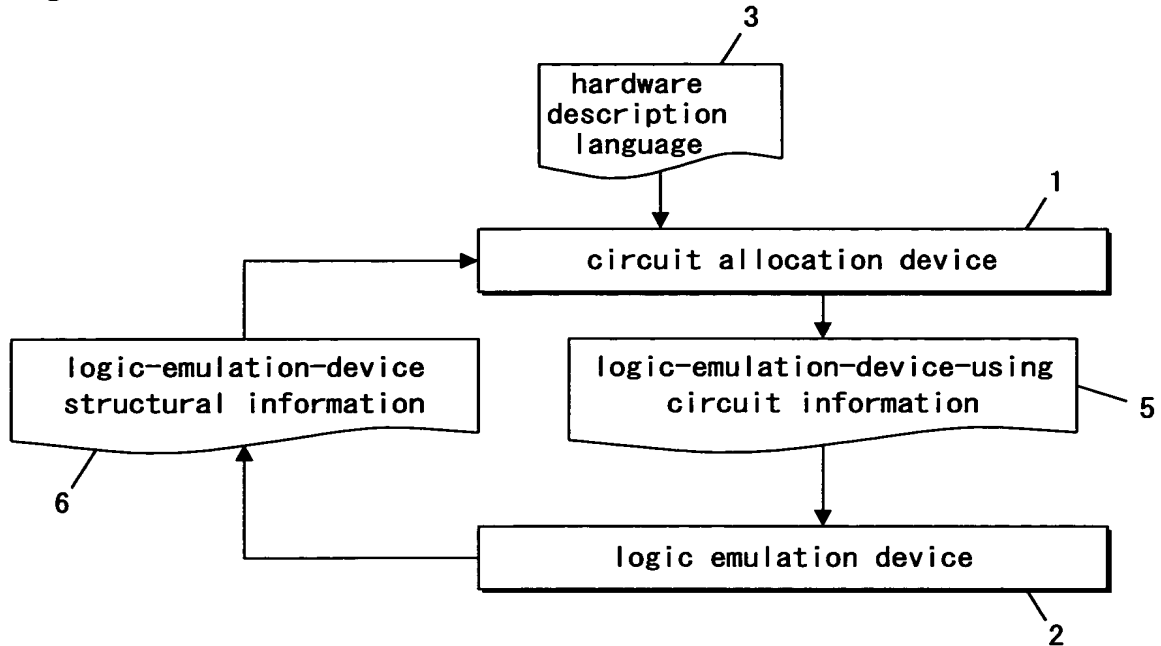 3
hardware
description
language
1
circuit allocation device
logic-emulation-device
structural information
logic-emulation-device-using
circuit information
5
6
logic emulation device
2